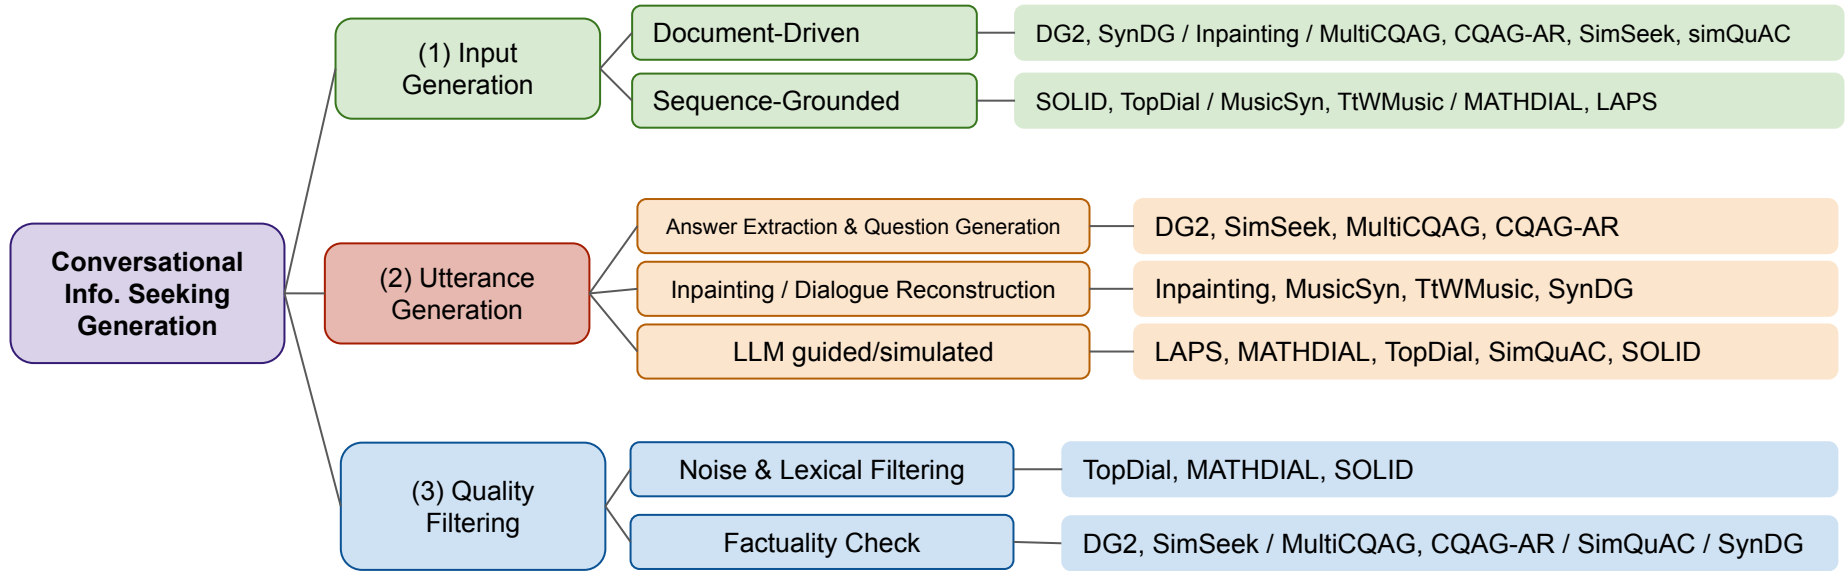 Conversational
Info. Seeking
Generation
(1) Input
Generation
Document-Driven
DG2, SynDG / Inpainting / MultiCQAG, CQAG-AR, SimSeek, simQuAC
Sequence-Grounded
SOLID, TopDial / MusicSyn, TtWMusic / MATHDIAL, LAPS
(2) Utterance
Generation
Answer Extraction & Question Generation
DG2, SimSeek, MultiCQAG, CQAG-AR
Inpainting / Dialogue Reconstruction
Inpainting, MusicSyn, TtWMusic, SynDG
LLM guided/simulated
LAPS, MATHDIAL, TopDial, SimQuAC, SOLID
(3) Quality
Filtering
Noise & Lexical Filtering
TopDial, MATHDIAL, SOLID
Factuality Check
DG2, SimSeek / MultiCQAG, CQAG-AR / SimQuAC / SynDG